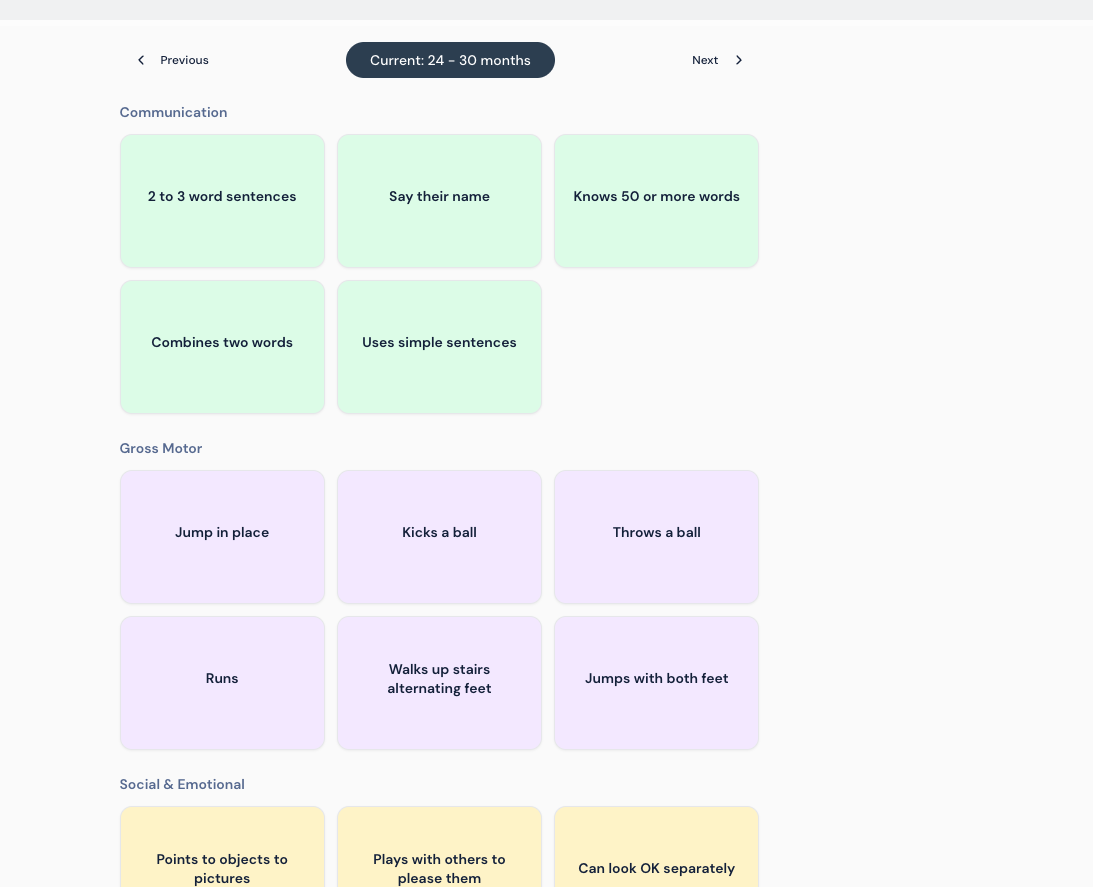 Previous
Current: 24 - 30 months
Next
Communication
2 to 3 word sentences
Say their name
Knows 50 or more words
Combines two words
Uses simple sentences
Gross Motor
Jump in place
Kicks a ball
Throws a ball
Runs
Walks up stairs
alternating feet
Jumps with both feet
Social & Emotional
Points to objects to
pictures
Plays with others to
please them
Can look OK separately